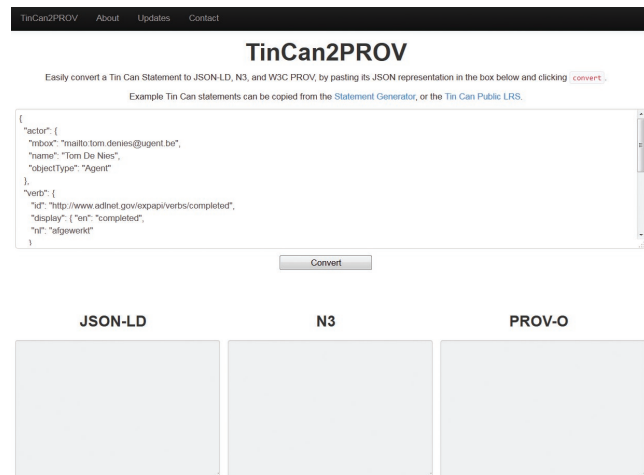 TinCan2PROV About Updates Contact
TinCan2PROV
Easily convert a Tin Can Statement to JSON-LD, N3, and W3C PROV, by pasting its JSON representation in the box below and clicking convert.
Example Tin Can statements can be copied from the Statement Generator, or the Tin Can Public LRS.
{
"actor": {
"mbox": "mailto:tom.denies@ugent.be",
"name": "Tom De Nies",
"objectType": "Agent"
},
"verb": {
"id": "http://www.adlnet.gov/expapi/verbs/completed",
"display": { "en": "completed",
"nl": "afgewerkt"
}
Convert
JSON-LD N3 PROV-O